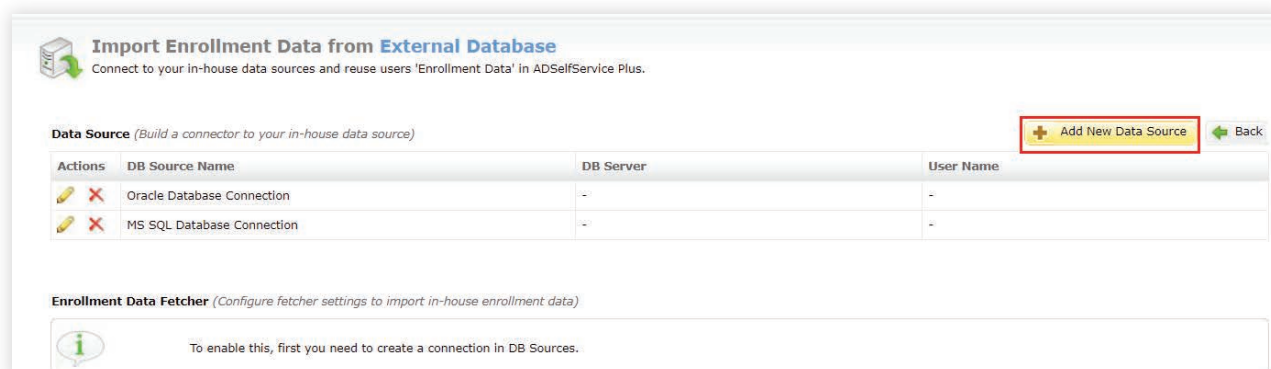 Import Enrollment Data from External Database
Connect to your in-house data sources and reuse users 'Enrollment Data' in ADSelfService Plus.
Data Source (Build a connector to your in-house data source)
Add New Data Source
Back
Actions DB Source Name DB Server User Name
Oracle Database Connection - -
MS SQL Database Connection - -
Enrollment Data Fetcher (Configure fetcher settings to import in-house enrollment data)
To enable this, first you need to create a connection in DB Sources.